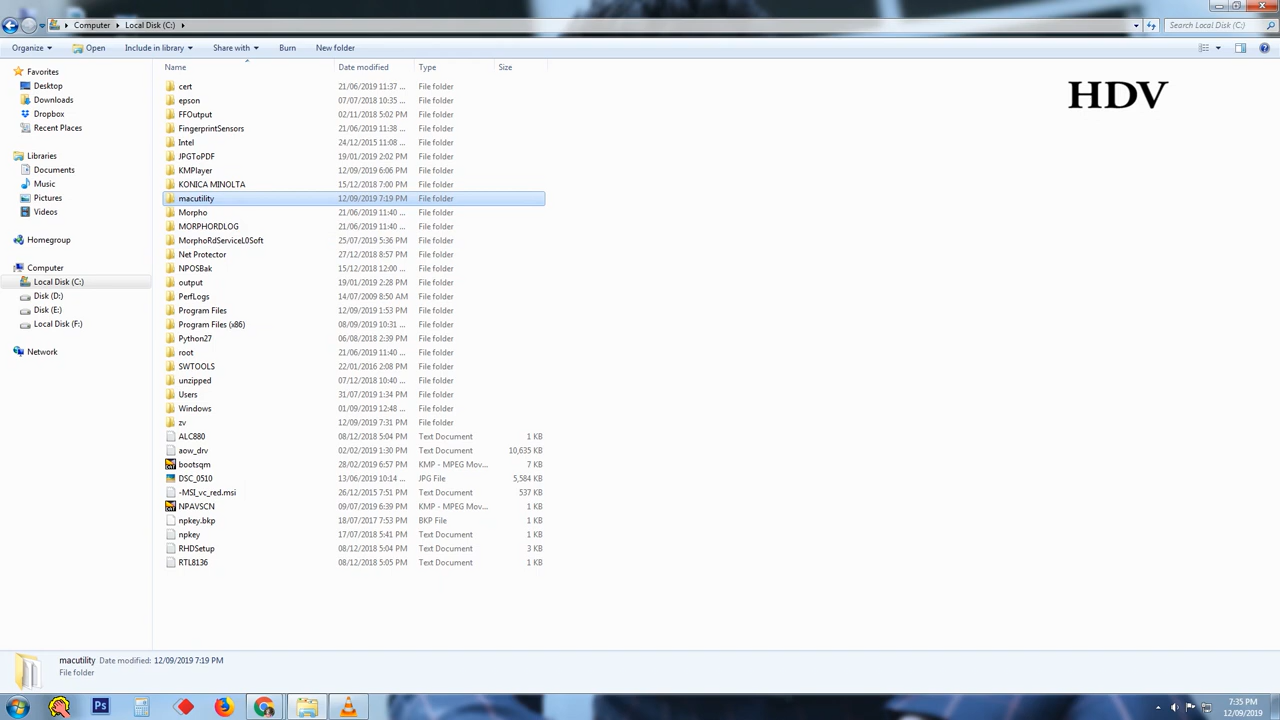 Computer Local Disk (C:) Search Local Disk (C:)
Organize Open Include in library Share with Burn New folder
Name Date modified Type Size
HDV
Favorites
Desktop
Downloads
Dropbox
Recent Places
Libraries
Documents
Music
Pictures
Videos
Homegroup
Computer
Local Disk (C:)
Disk (D:)
Disk (E:)
Local Disk (F:)
Network
cert 21/06/2019 11:37 ... File folder
epson 07/07/2018 10:35 ... File folder
FFOutput 02/11/2018 5:02 PM File folder
FingerprintSensors 21/06/2019 11:38 ... File folder
Intel 24/12/2015 11:08 ... File folder
JPGToPDF 19/01/2019 2:02 PM File folder
KMPlayer 12/09/2019 6:06 PM File folder
KONICA MINOLTA 15/12/2018 7:00 PM File folder
macutility 12/09/2019 7:19 PM File folder
Morpho 21/06/2019 11:40 ... File folder
MORPHORDLOG 21/06/2019 11:40 ... File folder
MorphoRdServiceL0Soft 25/07/2019 5:36 PM File folder
Net Protector 27/12/2018 8:57 PM File folder
NPOSBak 15/12/2018 12:00 ... File folder
output 19/01/2019 2:28 PM File folder
PerfLogs 14/07/2009 8:50 AM File folder
Program Files 12/09/2019 1:53 PM File folder
Program Files (x86) 08/09/2019 10:31 ... File folder
Python27 06/08/2018 2:39 PM File folder
root 21/06/2019 11:40 ... File folder
SWTOOLS 22/01/2016 2:08 PM File folder
unzipped 07/12/2018 10:40 ... File folder
Users 31/07/2019 1:34 PM File folder
Windows 01/09/2019 12:48 ... File folder
zv 12/09/2019 7:31 PM File folder
ALC880 08/12/2018 5:04 PM Text Document 1 KB
aow_drv 02/02/2019 1:30 PM Text Document 10,635 KB
bootsqm 28/02/2019 6:57 PM KMP - MPEG Mov... 7 KB
DSC_0510 13/06/2019 10:14 ... JPG File 5,584 KB
-MSI_vc_red.msi 26/12/2015 7:51 PM Text Document 537 KB
NPAVSCN 09/07/2019 6:39 PM KMP - MPEG Mov... 1 KB
npkey.bkp 18/07/2017 7:53 PM BKP File 1 KB
npkey 17/07/2018 5:41 PM Text Document 1 KB
RHDSetup 08/12/2018 5:04 PM Text Document 3 KB
RTL8136 08/12/2018 5:05 PM Text Document 1 KB
macutility Date modified: 12/09/2019 7:19 PM
File folder
Ps
7:35 PM
12/09/2019